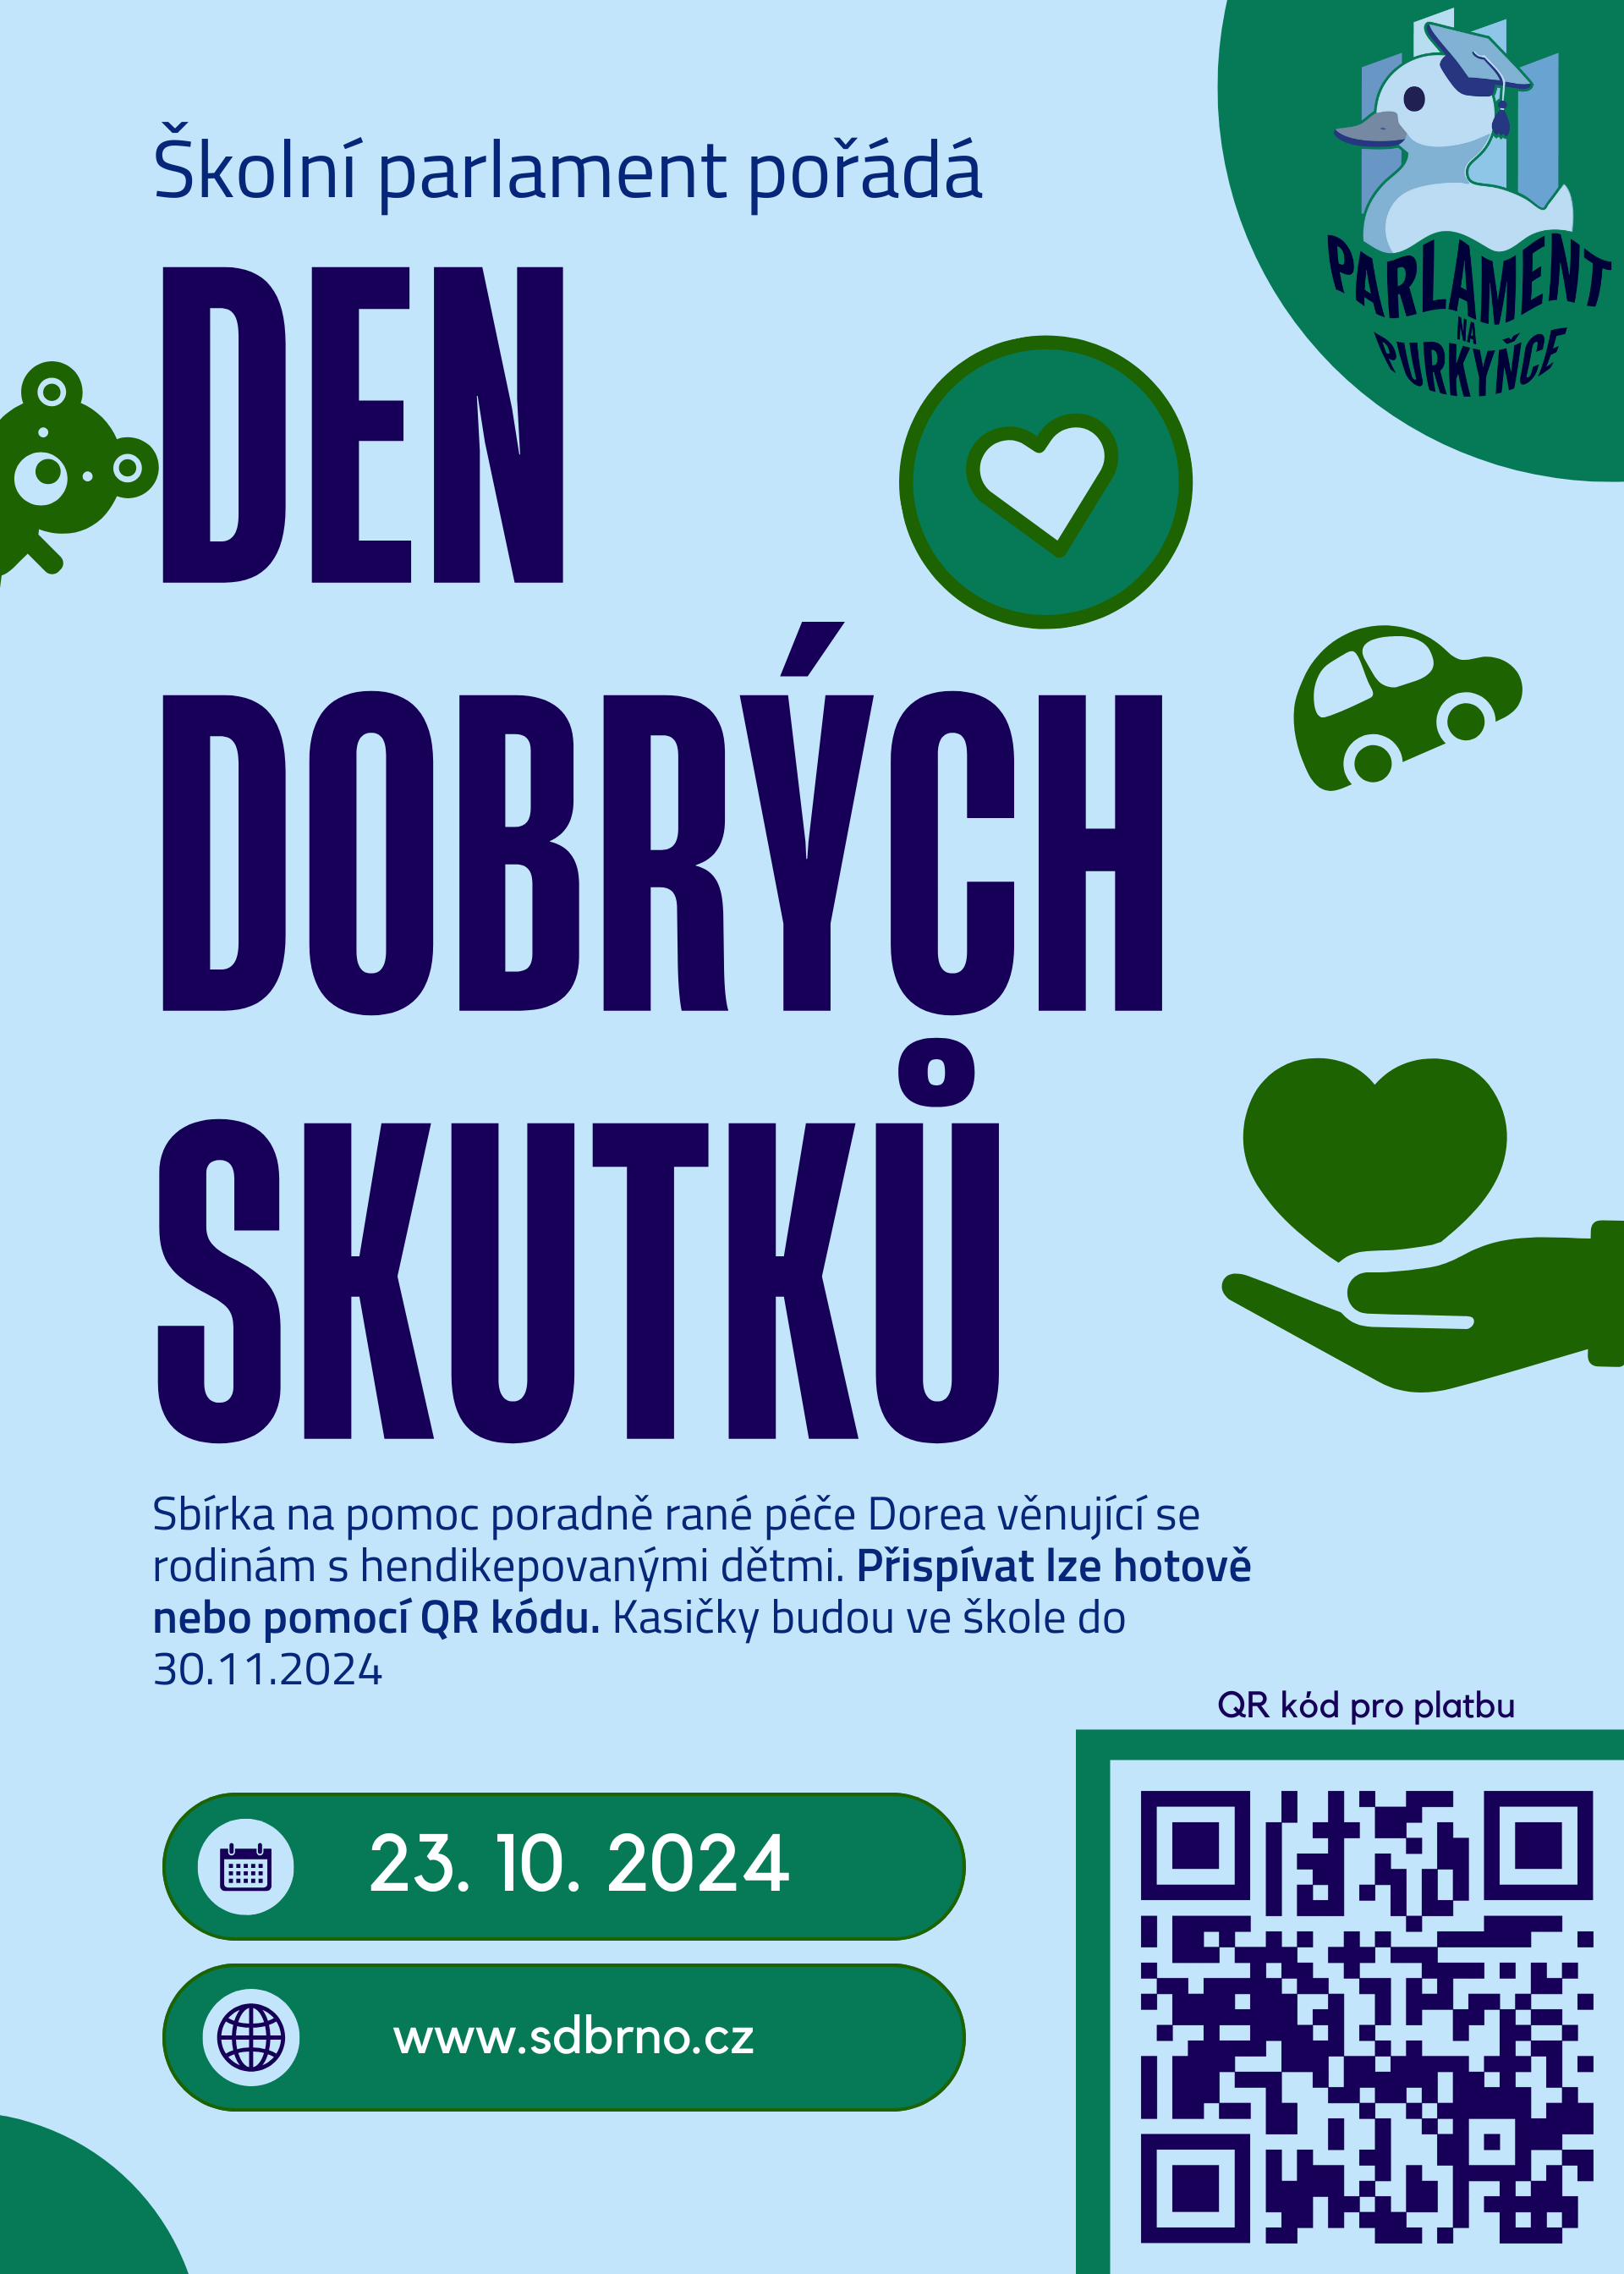 Školní parlament pořádá
PARLAMENT
NA
PURKYŇCE
DEN
DOBRÝCH
SKUTKŮ
Sbírka na pomoc poradně rané péče Dorea věnující se
rodinám s hendikepovanými dětmi. Přispívat lze hotově
nebo pomocí QR kódu. Kasičky budou ve škole do
30.11.2024
QR kód pro platbu
23. 10. 2024
www.sdbrno.cz